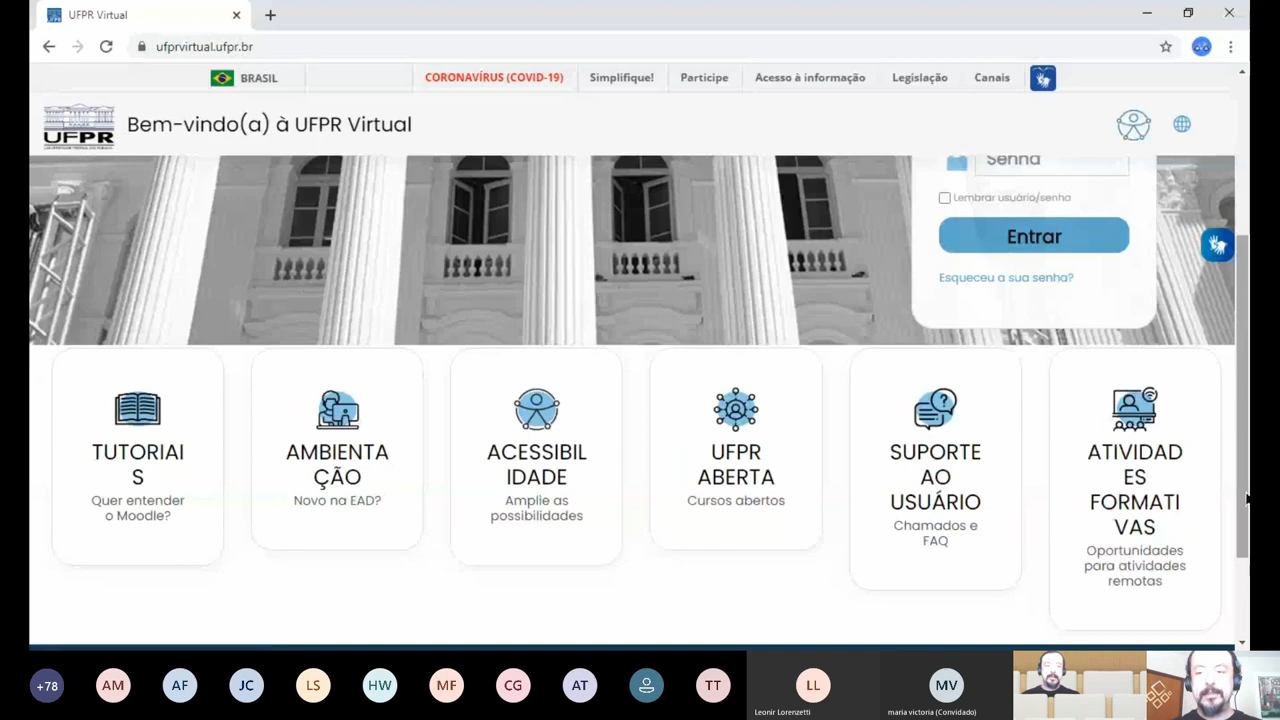 UFPR Virtual
ufprvirtual.ufpr.br
BRASIL
CORONAVÍRUS (COVID-19)
Simplifique!
Participe
Acesso à informação
Legislação
Canais
UFPR
Bem-vindo(a) à UFPR Virtual
Senha
Lembrar usuário/senha
Entrar
Esqueceu a sua senha?
TUTORIAI
S
Quer entender
o Moodle?
AMBIENTA
ÇÃO
Novo na EAD?
ACESSIBIL
IDADE
Amplie as
possibilidades
UFPR
ABERTA
Cursos abertos
SUPORTE
AO
USUÁRIO
Chamados e
FAQ
ATIVIDAD
ES
FORMATI
VAS
Oportunidades
para atividades
remotas
+78
AM
AF
JC
LS
HW
MF
CG
AT
TT
LL
Leonir Lorenzetti
MV
maria victoria (Convidado)